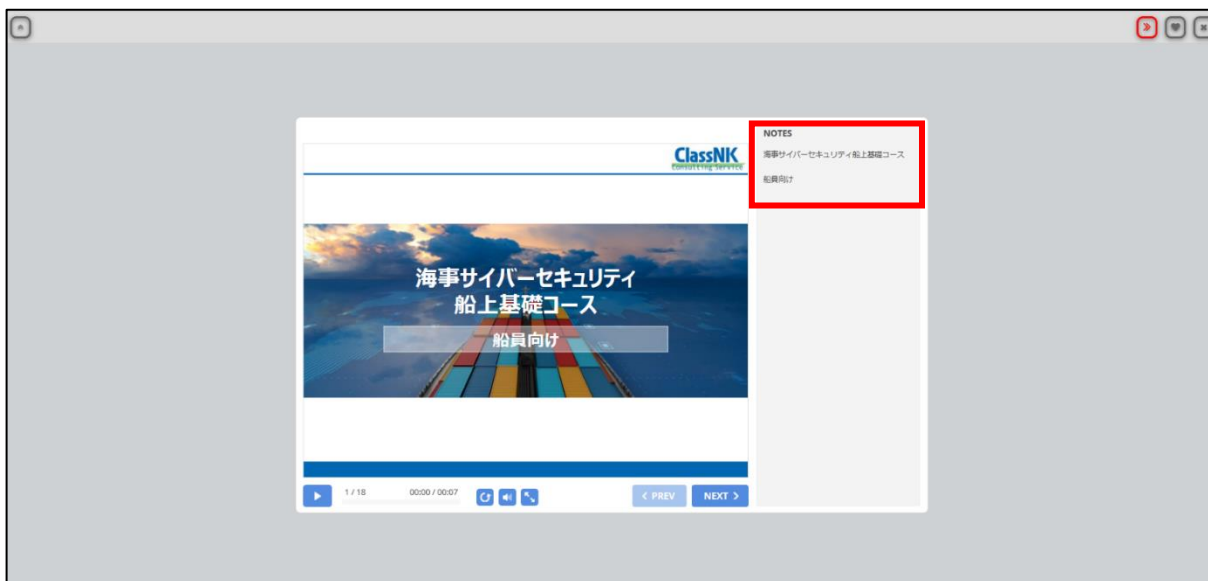 ClassNK
Consulting Service
海事サイバーセキュリティ
船上基礎コース
船員向け
1 / 18 00:00 / 00:07
PREV
NEXT
NOTES
海事サイバーセキュリティ船上基礎コース
船員向け